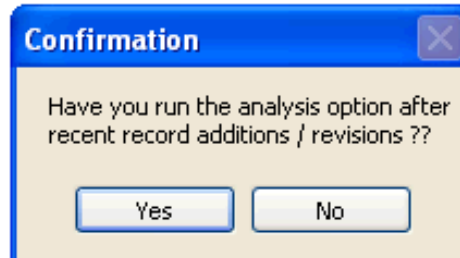 Confirmation
Have you run the analysis option after
recent record additions / revisions ??
Yes No